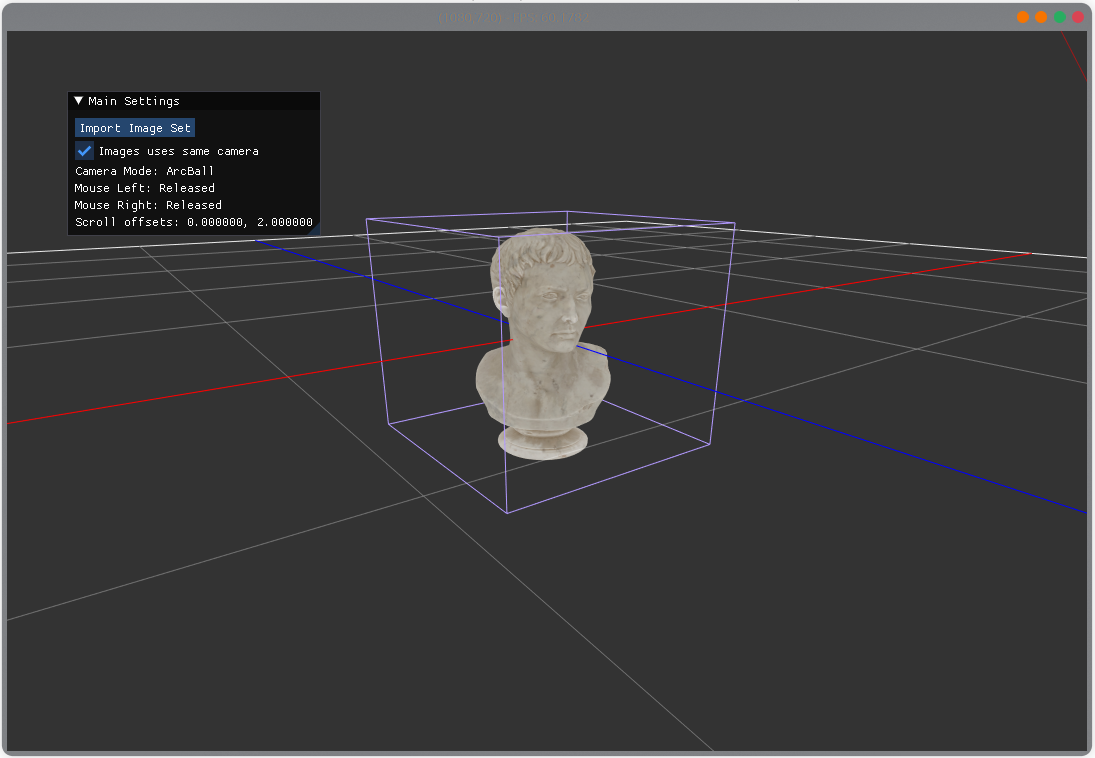 Main Settings
Import Image Set
Images uses same camera
Camera Mode: ArcBall
Mouse Left: Released
Mouse Right: Released
Scroll offsets: 0.000000, 2.000000